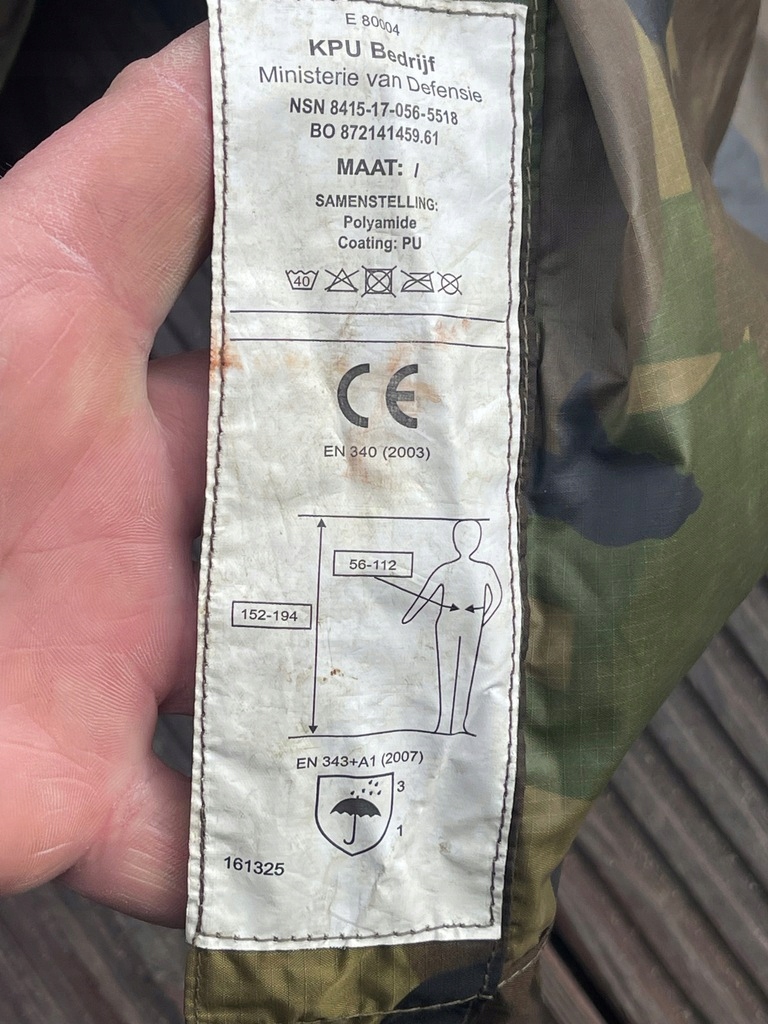 E 80004
KPU Bedrijf
Ministerie van Defensie
NSN 8415-17-056-5518
BO 872141459.61
MAAT: /
SAMENSTELLING:
Polyamide
Coating: PU
40
CE
EN 340 (2003)
56-112
152-194
EN 343+A1 (2007)
3
1
161325